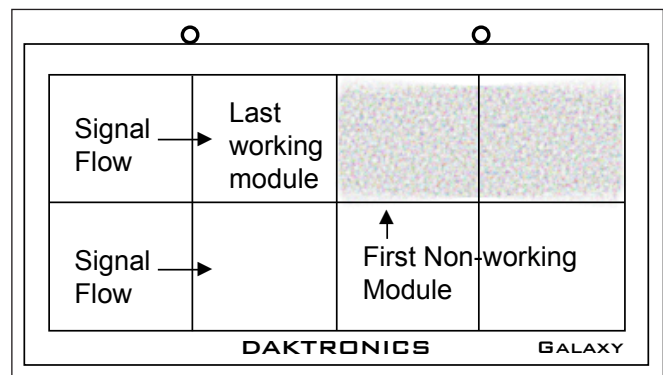 Signal
Flow
Last
working
module
Signal
Flow
First Non-working
Module
DAKTRONICS
GALAXY